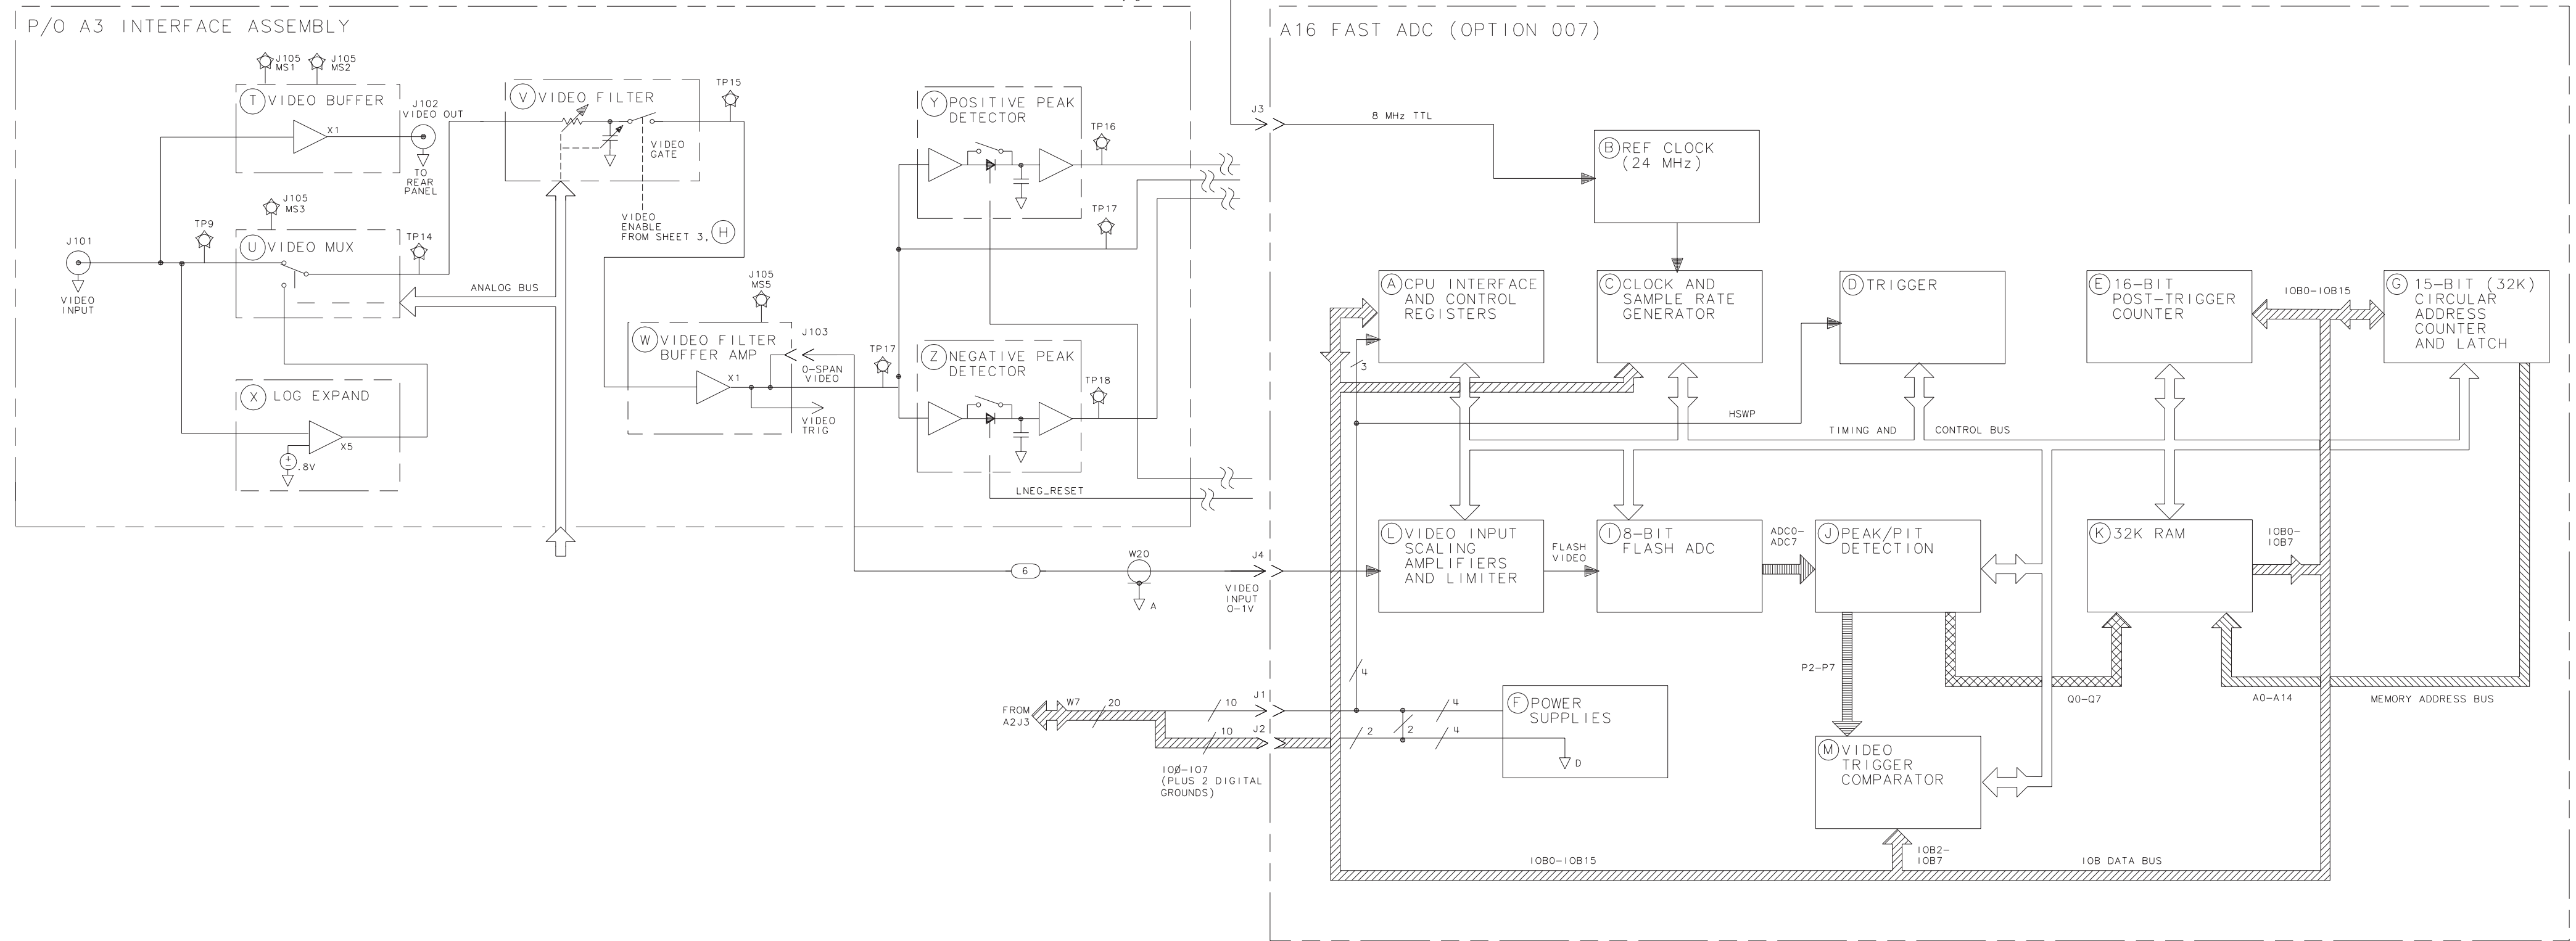 P/O A3 INTERFACE ASSEMBLY
J105
MS1
J105
MS2
T VIDEO BUFFER
X1
J102
VIDEO OUT
TO
REAR
PANEL
J105
MS3
TP9
U VIDEO MUX
TP14
J101
VIDEO
INPUT
ANALOG BUS
X LOG EXPAND
X5
.8V
V VIDEO FILTER
VIDEO
GATE
TP15
VIDEO
ENABLE
FROM SHEET 3, H
J105
MS5
W VIDEO FILTER
BUFFER AMP
X1
J103
0-SPAN
VIDEO
VIDEO
TRIG
TP17
Y POSITIVE PEAK
DETECTOR
TP16
TP17
Z NEGATIVE PEAK
DETECTOR
TP18
LNEG_RESET
6
W20
A
J4
VIDEO
INPUT
0-1V
FROM
A2J3
W7
20
10
J1
10
J2
IOØ-IO7
(PLUS 2 DIGITAL
GROUNDS)
A16 FAST ADC (OPTION 007)
J3
8 MHz TTL
B REF CLOCK
(24 MHz)
A CPU INTERFACE
AND CONTROL
REGISTERS
3
C CLOCK AND
SAMPLE RATE
GENERATOR
D TRIGGER
E 16-BIT
POST-TRIGGER
COUNTER
IOB0-IOB15
G 15-BIT (32K)
CIRCULAR
ADDRESS
COUNTER
AND LATCH
HSWP
TIMING AND CONTROL BUS
L VIDEO INPUT
SCALING
AMPLIFIERS
AND LIMITER
FLASH
VIDEO
I 8-BIT
FLASH ADC
ADC0-
ADC7
J PEAK/PIT
DETECTION
K 32K RAM
IOB0-
IOB7
4
P2-P7
Q0-Q7
A0-A14
MEMORY ADDRESS BUS
F POWER
SUPPLIES
4
2
2
4
D
M VIDEO
TRIGGER
COMPARATOR
IOB0-IOB15
IOB2-
IOB7
IOB DATA BUS